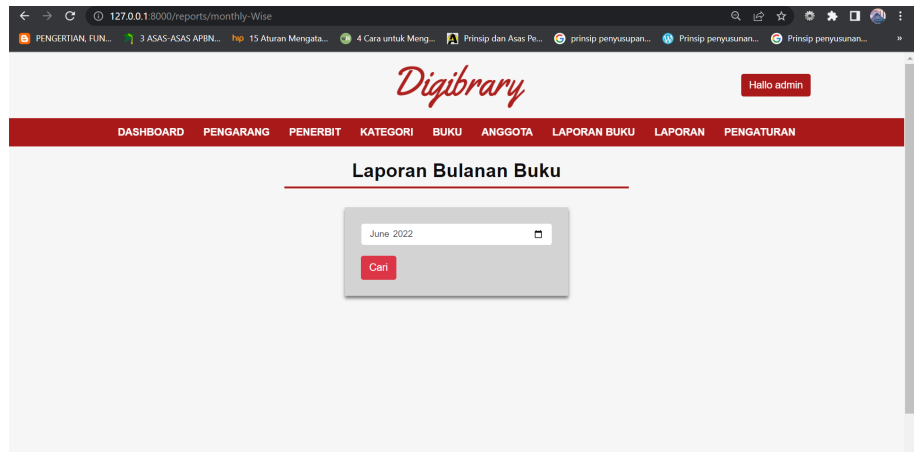 127.0.0.1:8000/reports/monthly-Wise
PENGERTIAN, FUN... 3 ASAS-ASAS APBN... hip 15 Aturan Mengata... 4 Cara untuk Meng... A Prinsip dan Asas Pe... G prinsip penyusupan... Prinsip penyusunan... G Prinsip penyusunan... »
Digibrary
Hallo admin
DASHBOARD PENGARANG PENERBIT KATEGORI BUKU ANGGOTA LAPORAN BUKU LAPORAN PENGATURAN
Laporan Bulanan Buku
June 2022
Cari